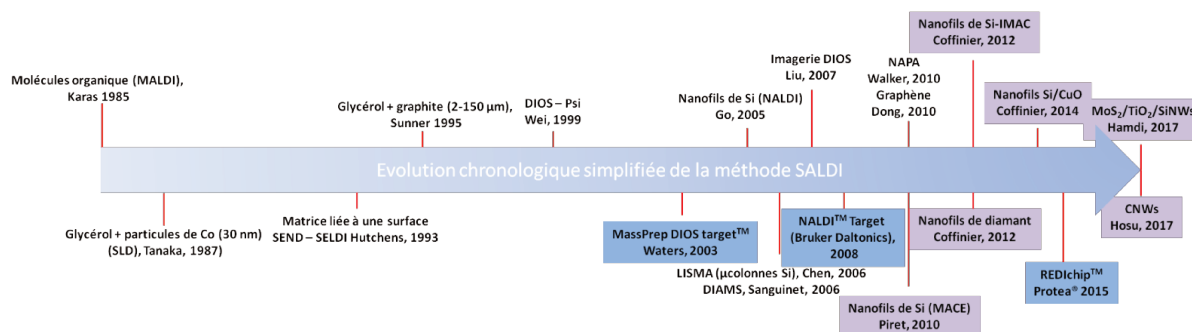 Molécules organique (MALDI),
Karas 1985
Glycérol + graphite (2-150 µm),
Sunner 1995
DIOS – Psi
Wei, 1999
Nanofils de Si (NALDI)
Go, 2005
Imagerie DIOS
Liu, 2007
NAPA
Walker, 2010
Graphène
Dong, 2010
Nanofils de Si-IMAC
Coffinier, 2012
Nanofils Si/CuO
Coffinier, 2014
MoS₂/TiO₂/SiNWs
Hamdi, 2017
Evolution chronologique simplifiée de la méthode SALDI
Glycérol + particules de Co (30 nm)
(SLD), Tanaka, 1987)
Matrice liée à une surface
SEND – SELDI Hutchens, 1993
MassPrep DIOS target™
Waters, 2003
LISMA (µcolonnes Si), Chen, 2006
DIAMS, Sanguinet, 2006
NALDI™ Target
(Bruker Daltonics),
2008
Nanofils de Si (MACE)
Piret, 2010
Nanofils de diamant
Coffinier, 2012
REDIchip™
Protea® 2015
CNWs
Hosu, 2017